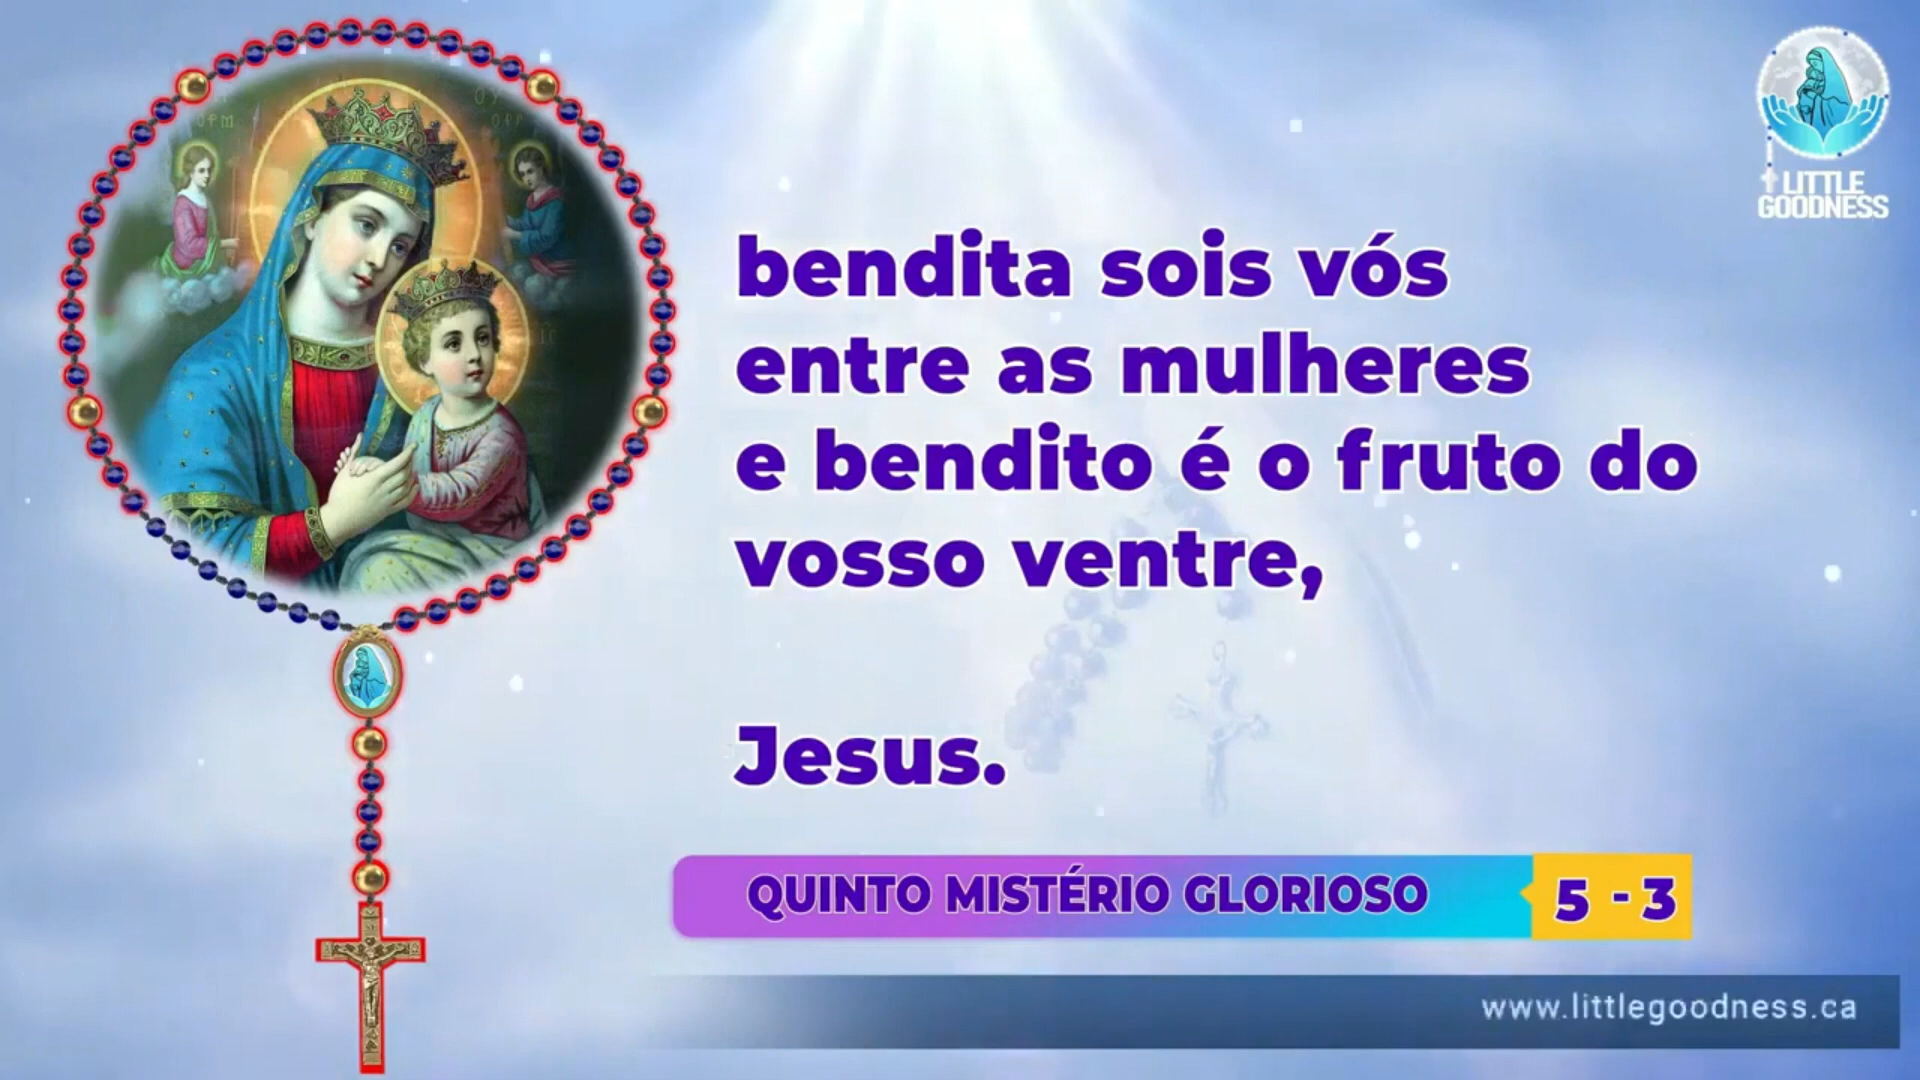 LITTLE
GOODNESS
bendita sois vós
entre as mulheres
e bendito é o fruto do
vosso ventre,
Jesus.
QUINTO MISTÉRIO GLORIOSO
5 - 3
www.littlegoodness.ca